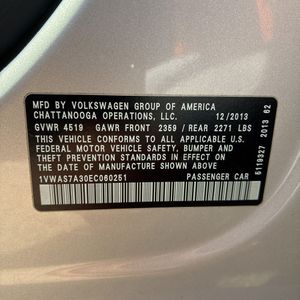 MFD BY VOLKSWAGEN GROUP OF AMERICA
CHATTANOOGA OPERATIONS, LLC. 12/2013
GVWR 4519 GAWR FRONT 2359 / REAR 2271 LBS
THIS VEHICLE CONFORMS TO ALL APPLICABLE U.S.
FEDERAL MOTOR VEHICLE SAFETY, BUMPER AND
THEFT PREVENTION STANDARDS IN EFFECT ON
THE DATE OF MANUFACTURE SHOWN ABOVE
1VWAS7A30EC060251 PASSENGER CAR
5119327 2013 62